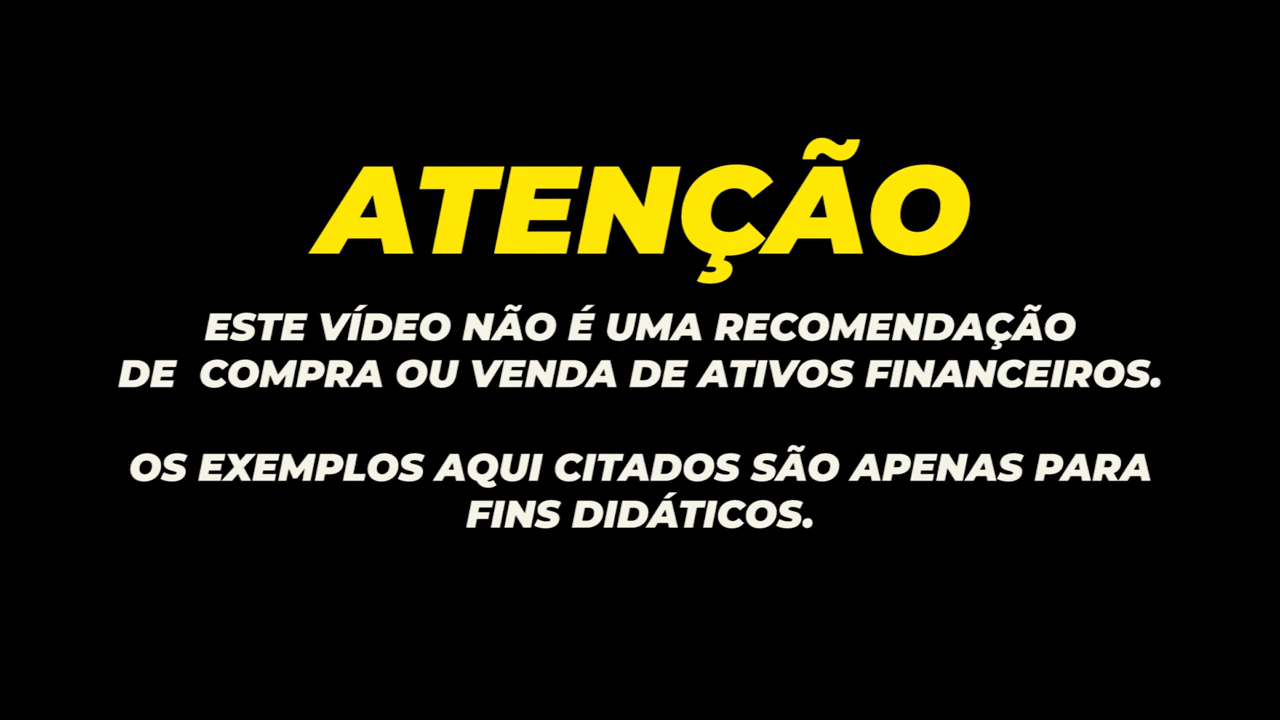 ATENÇÃO
ESTE VÍDEO NÃO É UMA RECOMENDAÇÃO
DE COMPRA OU VENDA DE ATIVOS FINANCEIROS.
OS EXEMPLOS AQUI CITADOS SÃO APENAS PARA
FINS DIDÁTICOS.